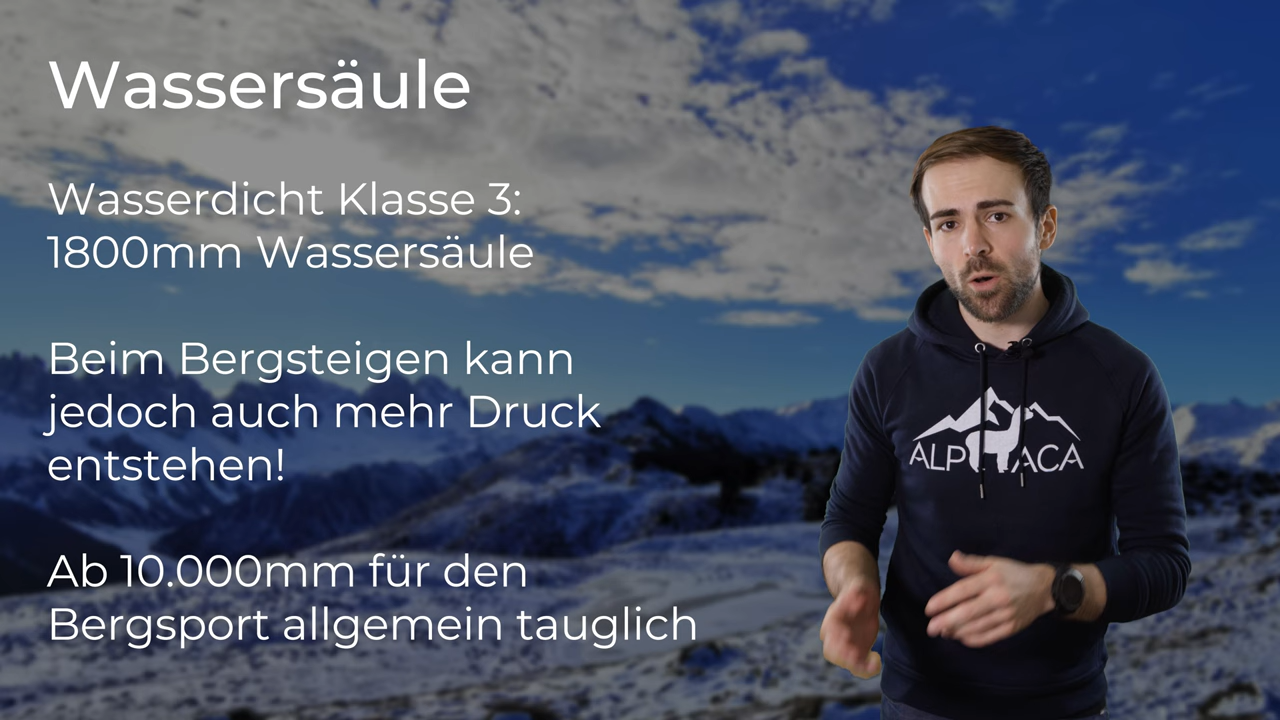 Wassersäule
Wasserdicht Klasse 3:
1800mm Wassersäule
Beim Bergsteigen kann
jedoch auch mehr Druck
entstehen!
Ab 10.000mm für den
Bergsport allgemein tauglich
ALPACA